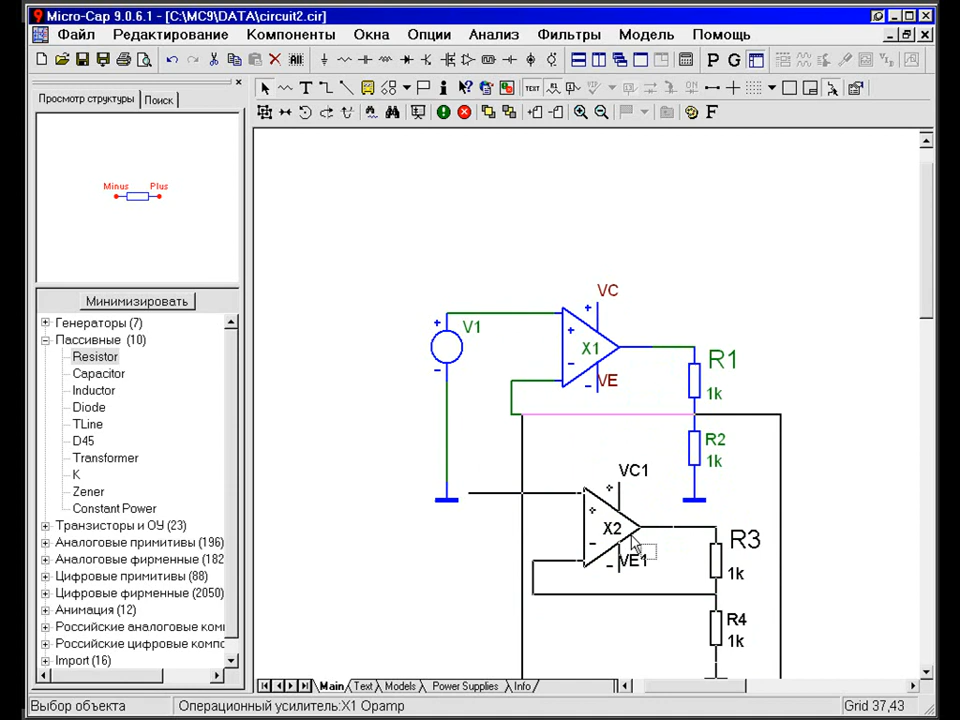 Micro-Cap 9.0.6.1 - [C:\MC9\DATA\circuit2.cir]
Файл Редактирование Компоненты Окна Опции Анализ Фильтры Модель Помощь
P G
T TEXT
F
Просмотр структуры Поиск
Minus Plus
Минимизировать
Генераторы (7)
Пассивные (10)
Resistor
Capacitor
Inductor
Diode
TLine
D45
Transformer
K
Zener
Constant Power
Транзисторы и ОУ (23)
Аналоговые примитивы (196)
Аналоговые фирменные (182
Цифровые примитивы (88)
Цифровые фирменные (2050)
Анимация (12)
Российские аналоговые ком
Российские цифровые компо
Import (16)
VC
V1
X1
R1
VE
1k
R2
1k
VC1
X2
R3
VE1
1k
R4
1k
Main Text Models Power Supplies Info
Выбор объекта Операционный усилитель:X1 Opamp Grid 37,43